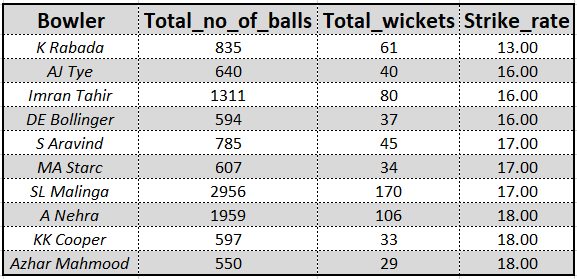 Bowler Total_no_of_balls Total_wickets Strike_rate
K Rabada 835 61 13.00
AJ Tye 640 40 16.00
Imran Tahir 1311 80 16.00
DE Bollinger 594 37 16.00
S Aravind 785 45 17.00
MA Starc 607 34 17.00
SL Malinga 2956 170 17.00
A Nehra 1959 106 18.00
KK Cooper 597 33 18.00
Azhar Mahmood 550 29 18.00